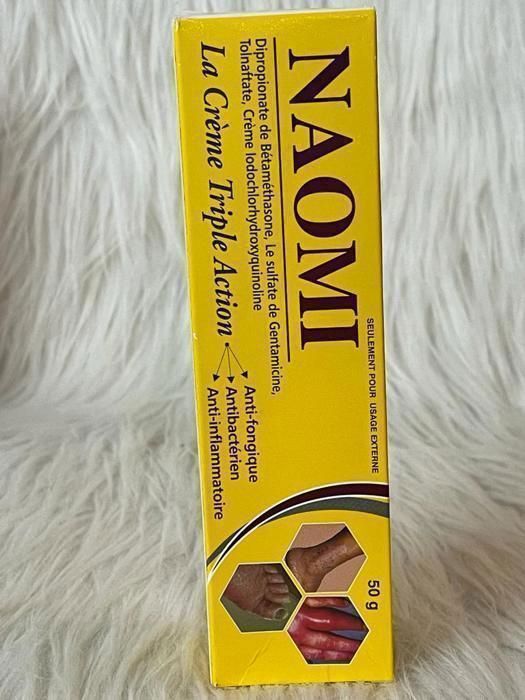 SEULEMENT POUR USAGE EXTERNE
NAOMI
Dipropionate de Bétaméthasone, Le sulfate de Gentamicine,
Tolnaftate, Crème Iodochlorhydroxyquinoline
La Crème Triple Action
Anti-fongique
Antibactérien
Anti-inflammatoire
50 g